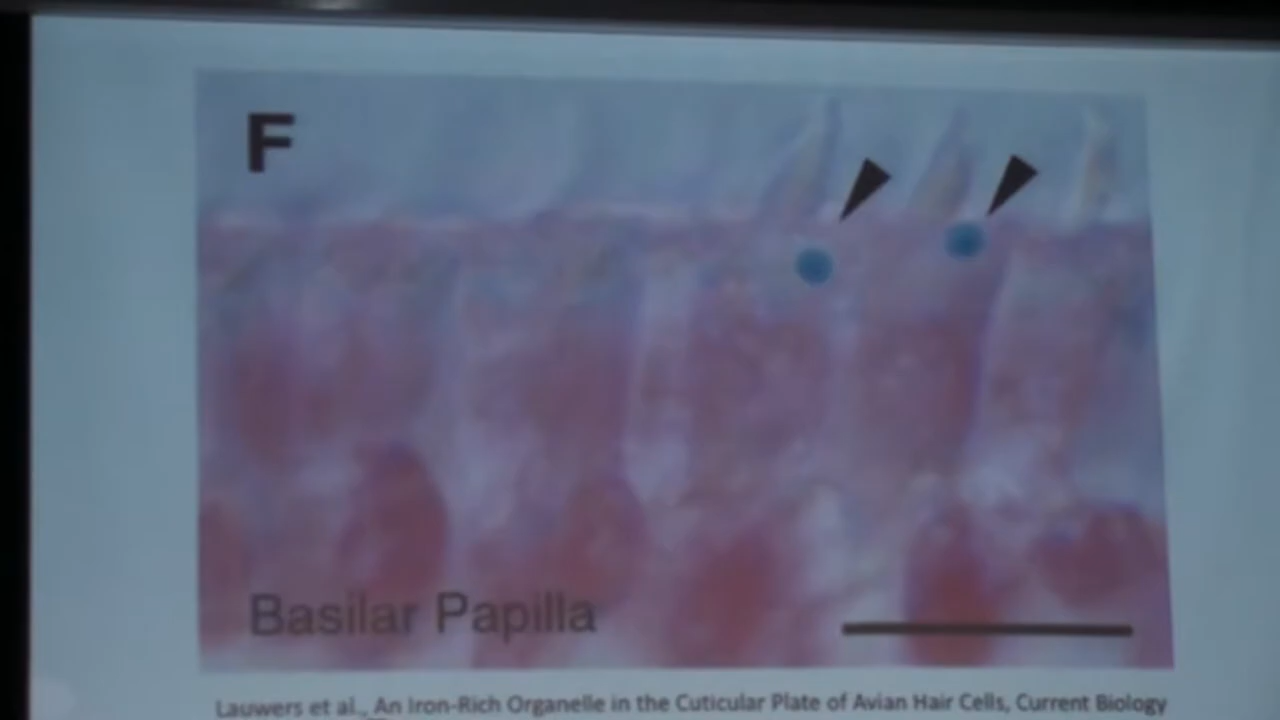 F
Basilar Papilla
Lauwers et al., An Iron-Rich Organelle in the Cuticular Plate of Avian Hair Cells, Current Biology